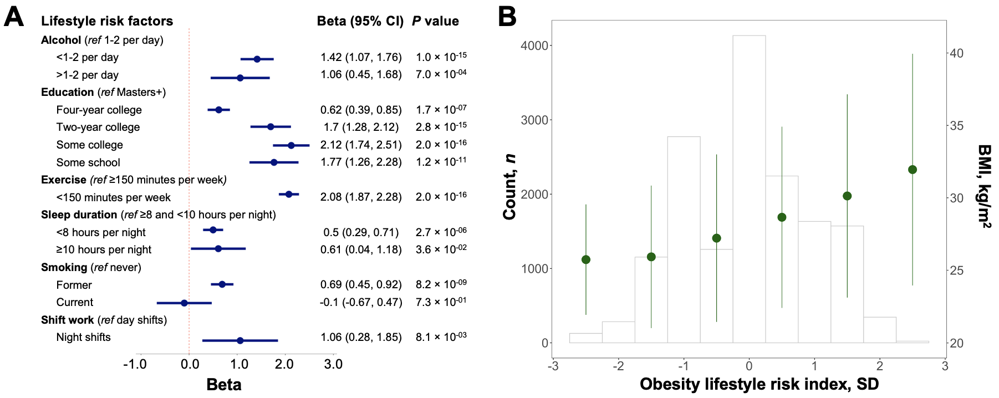 A
Lifestyle risk factors Beta (95% CI) P value
Alcohol (ref 1-2 per day)
<1-2 per day 1.42 (1.07, 1.76) 1.0 × 10-15
>1-2 per day 1.06 (0.45, 1.68) 7.0 × 10-04
Education (ref Masters+)
Four-year college 0.62 (0.39, 0.85) 1.7 × 10-07
Two-year college 1.7 (1.28, 2.12) 2.8 × 10-15
Some college 2.12 (1.74, 2.51) 2.0 × 10-16
Some school 1.77 (1.26, 2.28) 1.2 × 10-11
Exercise (ref ≥150 minutes per week)
<150 minutes per week 2.08 (1.87, 2.28) 2.0 × 10-16
Sleep duration (ref ≥8 and <10 hours per night)
<8 hours per night 0.5 (0.29, 0.71) 2.7 × 10-06
≥10 hours per night 0.61 (0.04, 1.18) 3.6 × 10-02
Smoking (ref never)
Former 0.69 (0.45, 0.92) 8.2 × 10-09
Current -0.1 (-0.67, 0.47) 7.3 × 10-01
Shift work (ref day shifts)
Night shifts 1.06 (0.28, 1.85) 8.1 × 10-03
-1.0 0.0 1.0 2.0 3.0
Beta
B
Count, n
4000
3000
2000
1000
0
40
35
30
25
20
BMI, kg/m2
-3 -2 -1 0 1 2 3
Obesity lifestyle risk index, SD